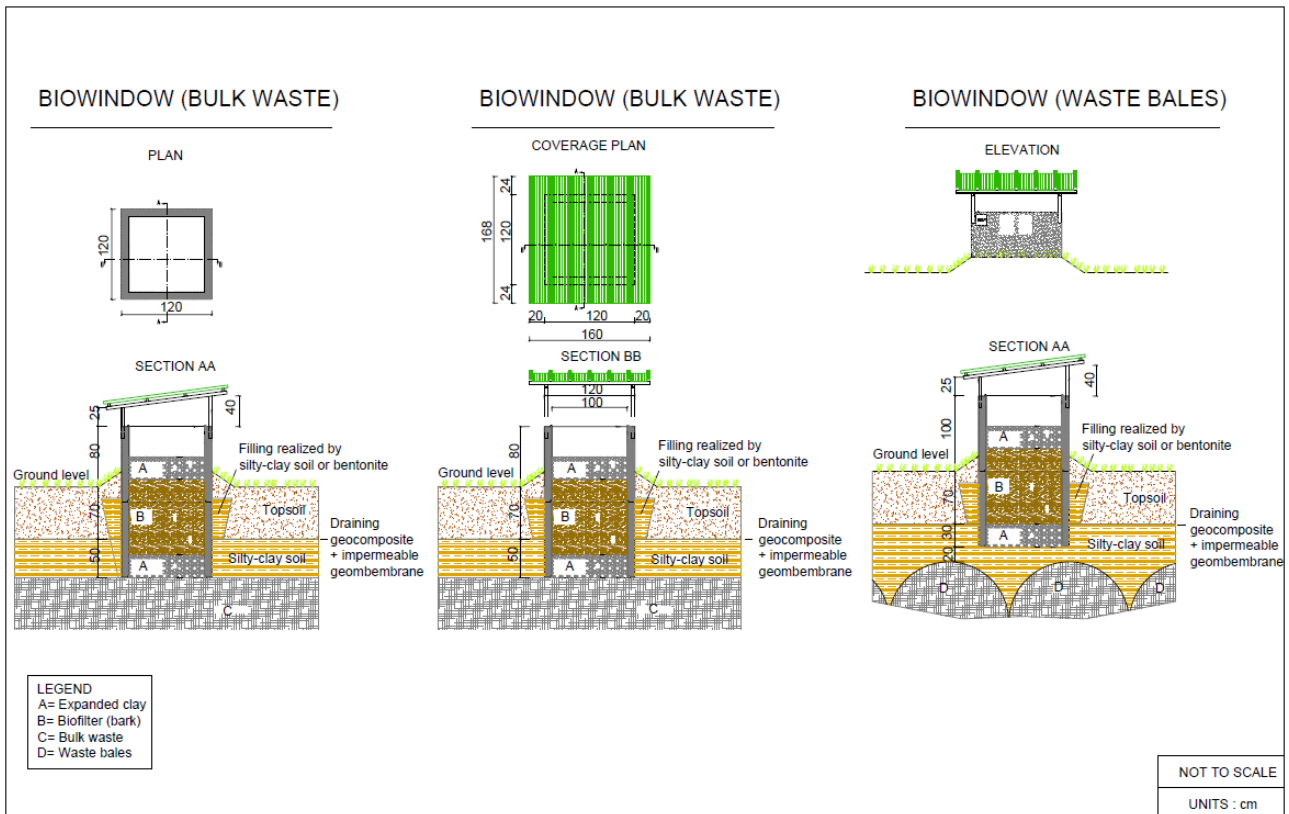 BIOWINDOW (BULK WASTE)
PLAN
120
120
A
A
SECTION AA
25
40
80
Ground level
70
50
A
B
A
C
Filling realized by
silty-clay soil or bentonite
Topsoil
Silty-clay soil
Draining
geocomposite
+ impermeable
geombembrane
BIOWINDOW (BULK WASTE)
COVERAGE PLAN
A
24
120
168
24
A
20
120
20
160
SECTION BB
120
100
80
Ground level
70
50
A
B
A
C
Filling realized by
silty-clay soil or bentonite
Topsoil
Silty-clay soil
Draining
geocomposite
+ impermeable
geombembrane
BIOWINDOW (WASTE BALES)
ELEVATION
SECTION AA
25
40
100
Ground level
70
30
20
A
B
A
D
D
D
Filling realized by
silty-clay soil or bentonite
Topsoil
Silty-clay soil
Draining
geocomposite
+ impermeable
geombembrane
LEGEND
A= Expanded clay
B= Biofilter (bark)
C= Bulk waste
D= Waste bales
NOT TO SCALE
UNITS : cm